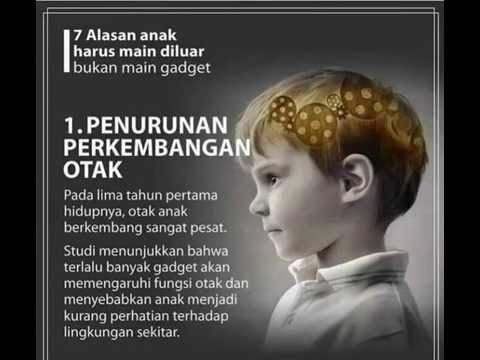 7 Alasan anak
harus main diluar
bukan main gadget
1. PENURUNAN
PERKEMBANGAN
OTAK
Pada lima tahun pertama
hidupnya, otak anak
berkembang sangat pesat.
Studi menunjukkan bahwa
terlalu banyak gadget akan
memengaruhi fungsi otak dan
menyebabkan anak menjadi
kurang perhatian terhadap
lingkungan sekitar.